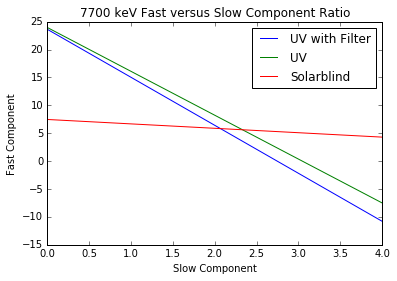 7700 keV Fast versus Slow Component Ratio
25
20
15
10
5
0
−5
−10
−15
Fast Component
UV with Filter
UV
Solarblind
0.0 0.5 1.0 1.5 2.0 2.5 3.0 3.5 4.0
Slow Component